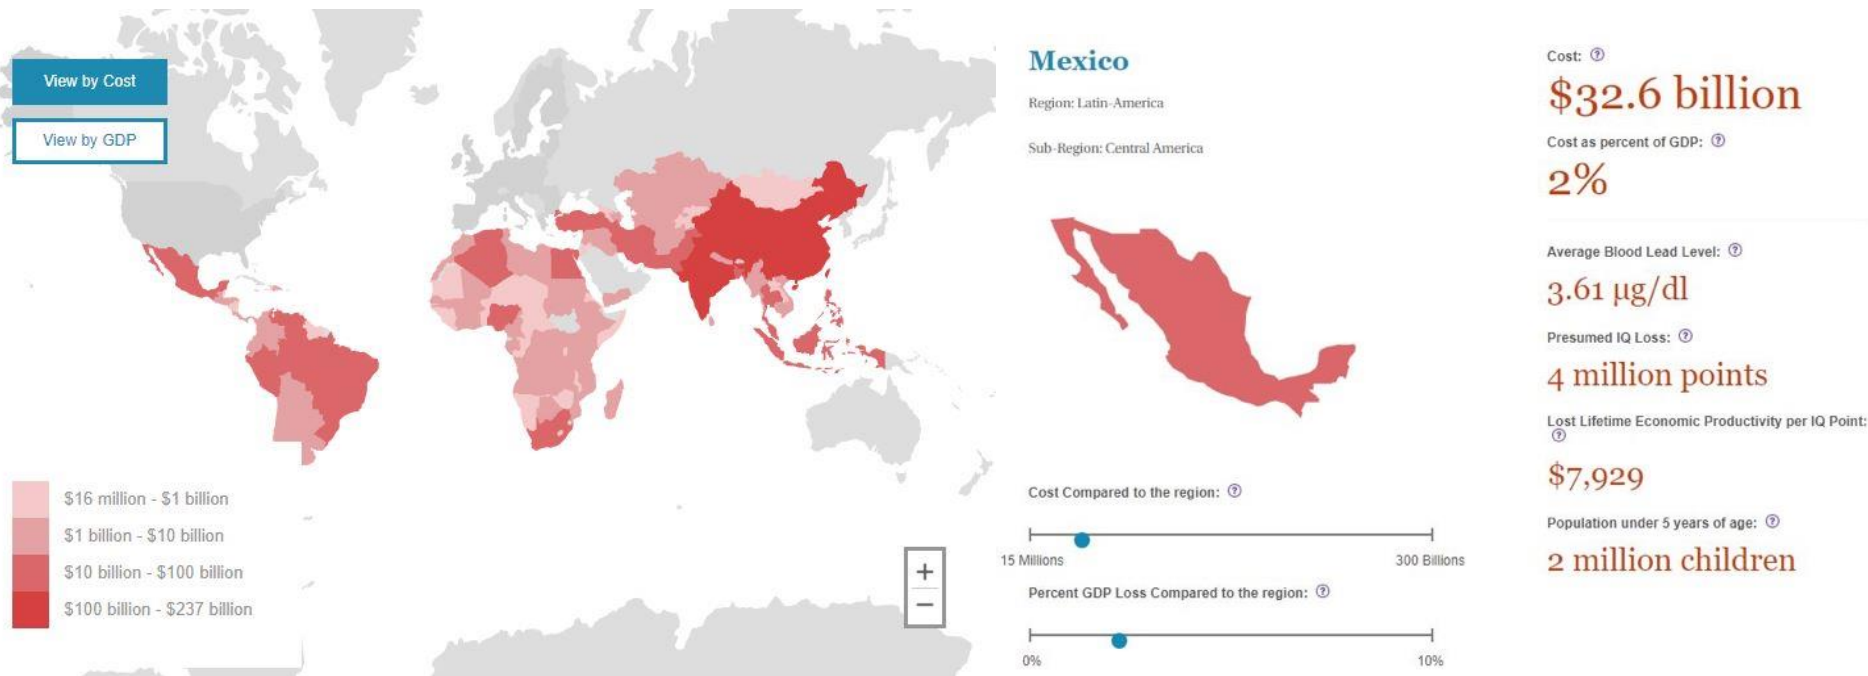 View by Cost
View by GDP
$16 million - $1 billion
$1 billion - $10 billion
$10 billion - $100 billion
$100 billion - $237 billion
+
−
Mexico
Region: Latin-America
Sub-Region: Central America
Cost Compared to the region: ?
15 Millions
300 Billions
Percent GDP Loss Compared to the region: ?
0%
10%
Cost: ?
$32.6 billion
Cost as percent of GDP: ?
2%
Average Blood Lead Level: ?
3.61 µg/dl
Presumed IQ Loss: ?
4 million points
Lost Lifetime Economic Productivity per IQ Point:
?
$7,929
Population under 5 years of age: ?
2 million children